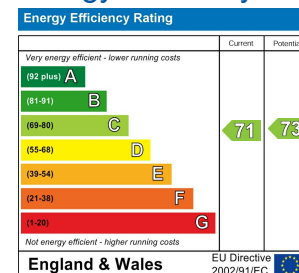 Energy Efficiency Rating
Current
Very energy efficient - lower running costs
(92 plus) A
(81-91) B
(69-80) C
71
73
(55-68) D
(39-54) E
(21-38) F
(1-20) G
Not energy efficient - higher running costs
England & Wales
EU Directive
2002/91/EC